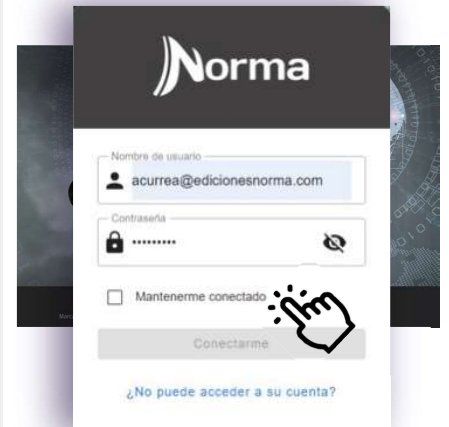 Norma
Nombre de usuario
acurrea@edicionesnorma.com
Contraseña
.........
Mantenerme conectado
Conectarme
¿No puede acceder a su cuenta?